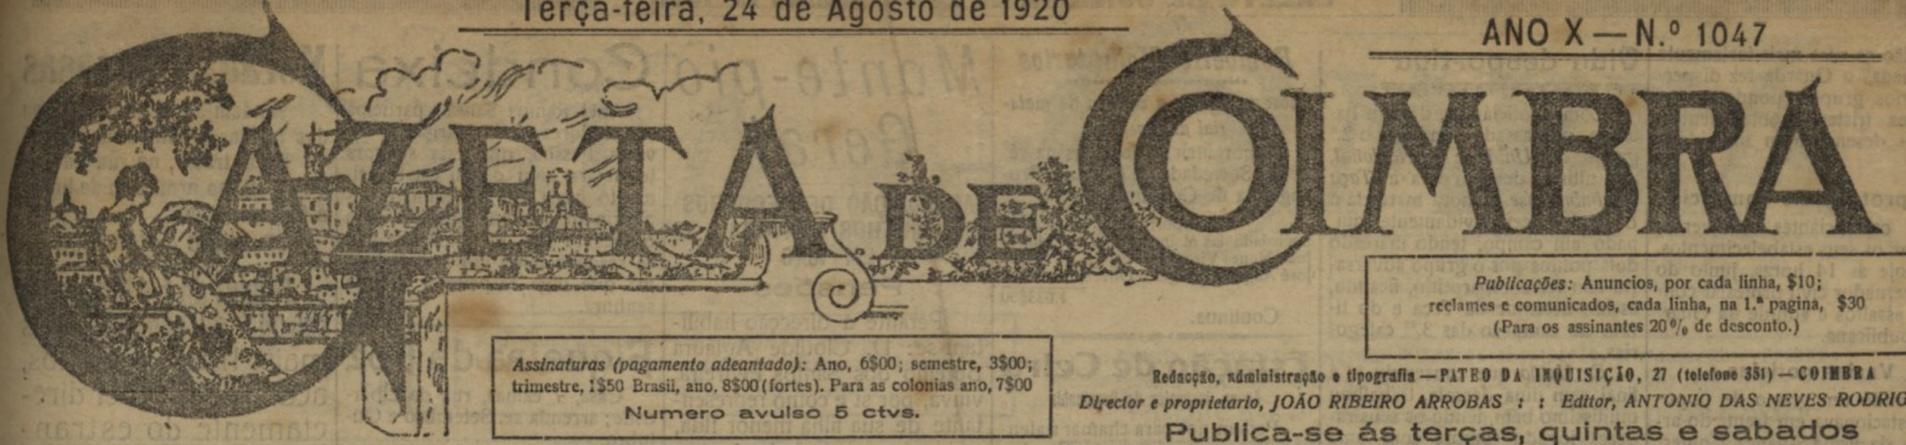 Terça-feira, 24 de Agosto de 1920
ANO X — N.º 1047
GAZETA DE COIMBRA
Publicações: Anuncios, por cada linha, $10;
reclames e comunicados, cada linha, na 1.ª pagina, $30
(Para os assinantes 20% de desconto.)
Assinaturas (pagamento adeantado): Ano, 6$00; semestre, 3$00;
trimestre, 1$50 Brasil, ano, 8$00 (fortes). Para as colonias ano, 7$00
Numero avulso 5 ctvs.
Redacção, administração e tipografia — PATEO DA INQUISIÇÃO, 27 (telefone 351) — COIMBRA
Director e proprietario, JOÃO RIBEIRO ARROBAS : : Editor, ANTONIO DAS NEVES RODRIG
Publica-se ás terças, quintas e sabados